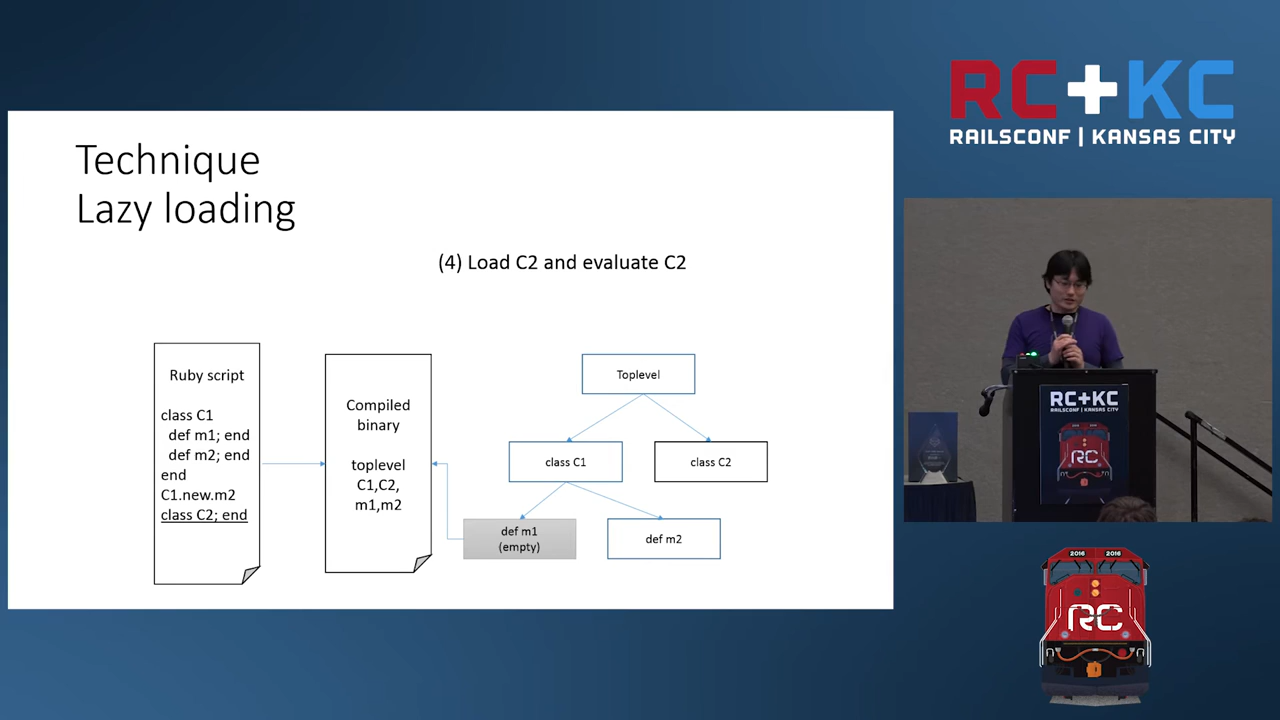 Technique
Lazy loading
(4) Load C2 and evaluate C2
Ruby script
class C1
def m1; end
def m2; end
end
C1.new.m2
class C2; end
Compiled
binary
toplevel
C1,C2,
m1,m2
Toplevel
class C1
class C2
def m1
(empty)
def m2
RC+KC
RAILSCONF | KANSAS CITY
RC+KC
RAILSCONF | KANSAS CITY
RC
2016 2016
RC